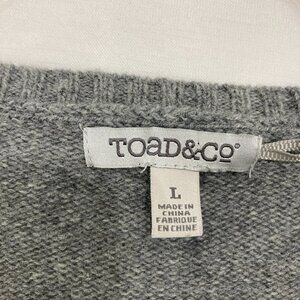 TOAD&CO®
L
MADE IN
CHINA
FABRIQUE
EN CHINE